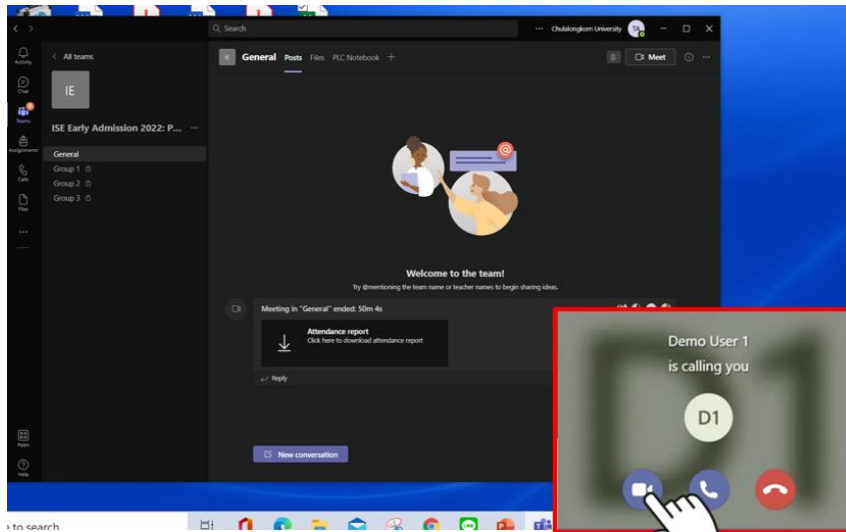 Search
Chulalongkorn University
TA
Activity
Chat
Teams
Assignments
Calls
Files
Apps
Help
All teams
IE
ISE Early Admission 2022: P...
General
Group 1
Group 2
Group 3
General Posts Files PLC Notebook
Meet
@
Welcome to the team!
Try @mentioning the team name or teacher names to begin sharing ideas.
Meeting in "General" ended: 50m 4s
Attendance report
Click here to download attendance report
Reply
New conversation
Demo User 1
is calling you
D1
D1
to search